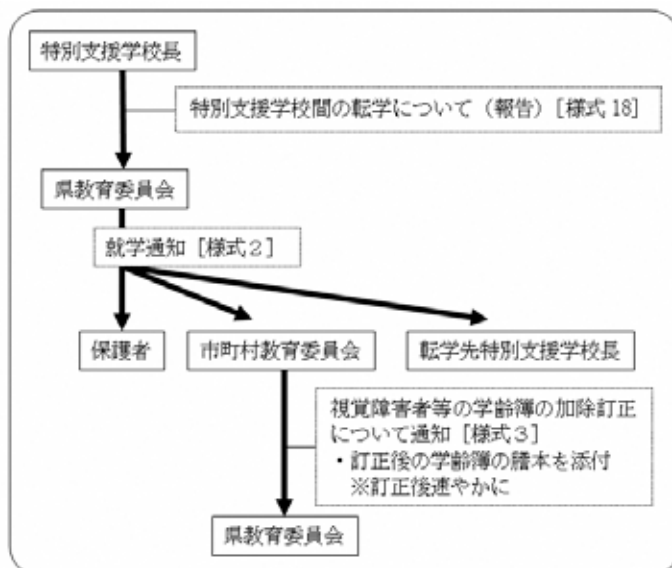 特別支援学校長
特別支援学校間の転学について（報告）［様式 18］
県教育委員会
就学通知［様式２］
保護者
市町村教育委員会
転学先特別支援学校長
視覚障害者等の学齢簿の加除訂正
について通知［様式３］
・訂正後の学齢簿の謄本を添付
※訂正後速やかに
県教育委員会